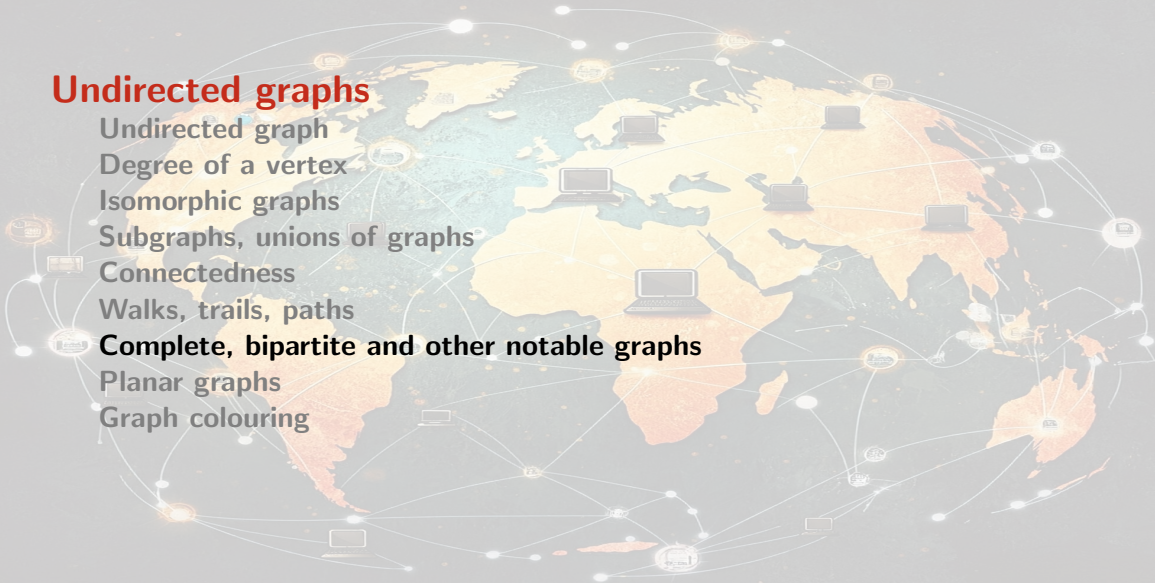 Undirected graphs
Undirected graph
Degree of a vertex
Isomorphic graphs
Subgraphs, unions of graphs
Connectedness
Walks, trails, paths
Complete, bipartite and other notable graphs
Planar graphs
Graph colouring